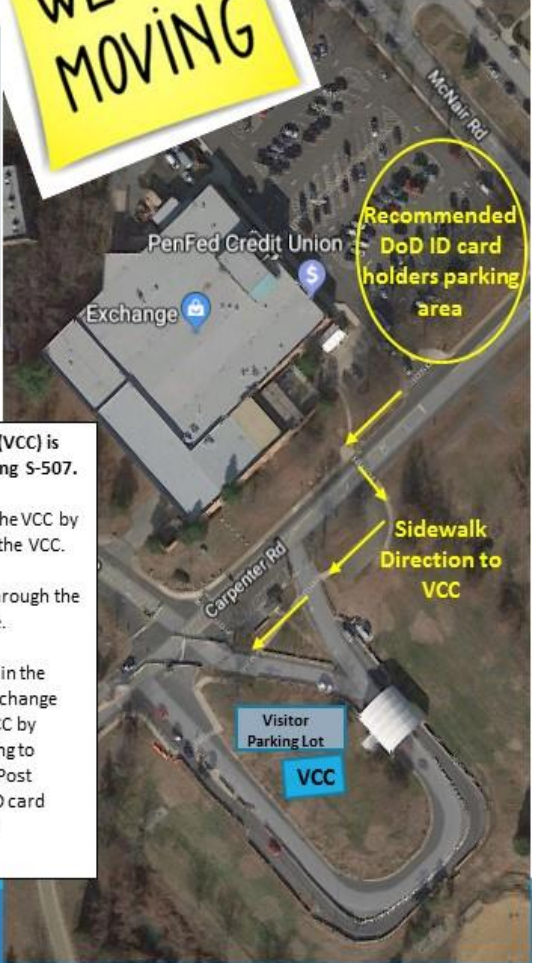 WE
MOVING
McNair Rd
Recommended
DoD ID card
holders parking
area
PenFed Credit Union
$
Exchange
(VCC) is
ng S-507.
the VCC by
the VCC.
rough the
in the
change
CC by
ng to
Post
card
Sidewalk
Direction to
VCC
Carpenter Rd
Visitor
Parking Lot
VCC